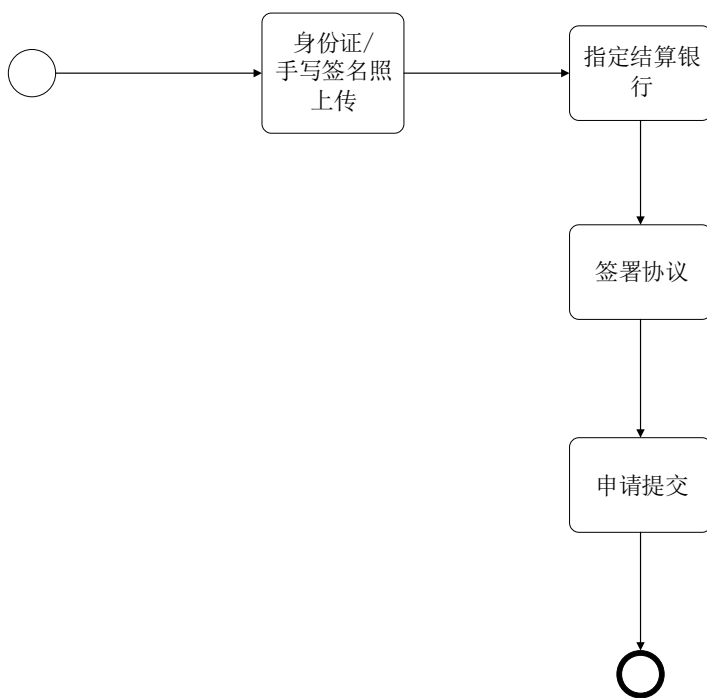 身份证/
手写签名照
上传
指定结算银
行
签署协议
申请提交